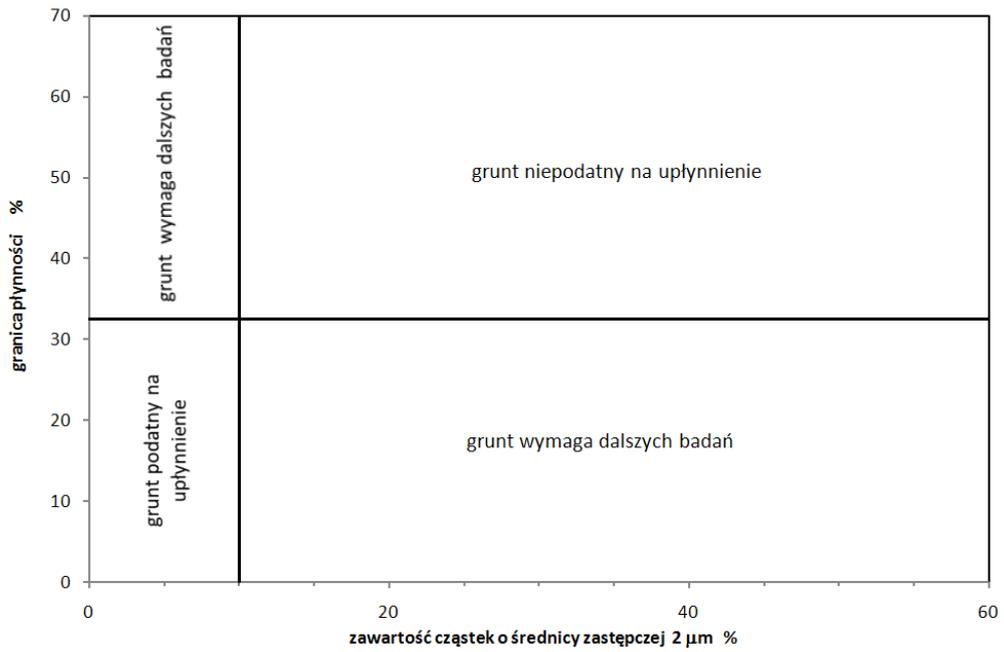 70
60
50
40
30
20
10
0
granica płynności %
grunt wymaga dalszych badań
grunt niepodatny na upłynnienie
grunt podatny na
upłynnienie
grunt wymaga dalszych badań
0 20 40 60
zawartość cząstek o średnicy zastępczej 2 μm %